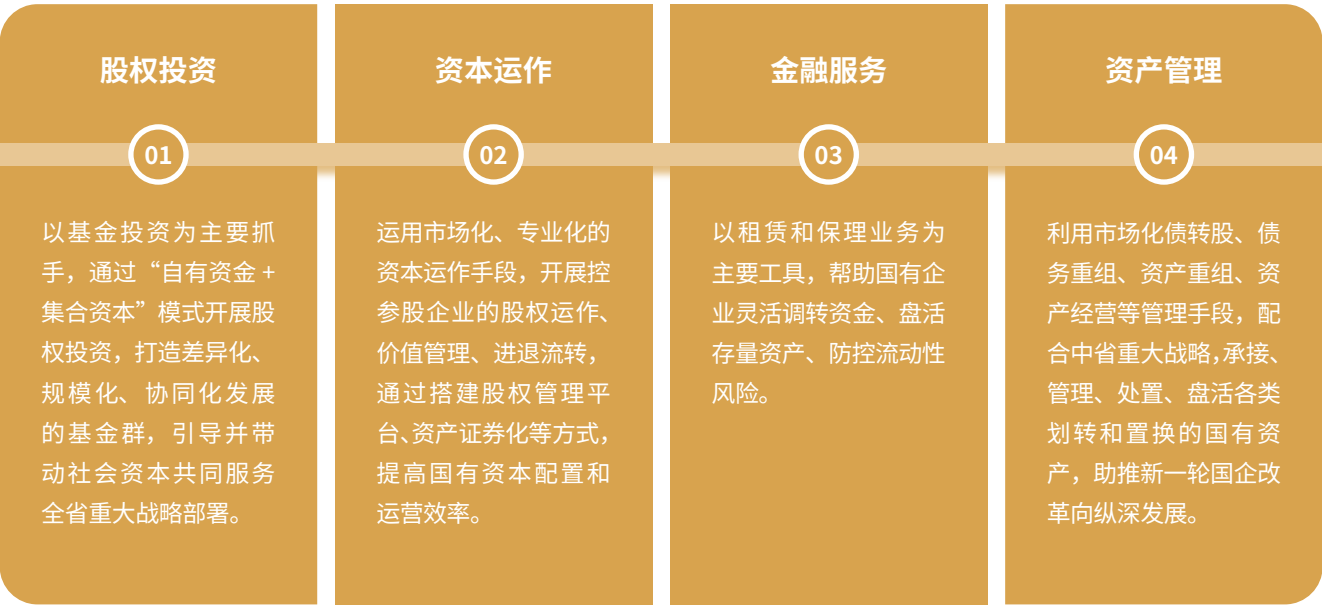 股权投资
01
以基金投资为主要抓
手，通过“自有资金 +
集合资本”模式开展股
权投资，打造差异化、
规模化、协同化发展
的基金群，引导并带
动社会资本共同服务
全省重大战略部署。
资本运作
02
运用市场化、专业化的
资本运作手段，开展控
参股企业的股权运作、
价值管理、进退流转，
通过搭建股权管理平
台、资产证券化等方式，
提高国有资本配置和
运营效率。
金融服务
03
以租赁和保理业务为
主要工具，帮助国有企
业灵活调转资金、盘活
存量资产、防控流动性
风险。
资产管理
04
利用市场化债转股、债
务重组、资产重组、资
产经营等管理手段，配
合中省重大战略，承接、
管理、处置、盘活各类
划转和置换的国有资
产，助推新一轮国企改
革向纵深发展。